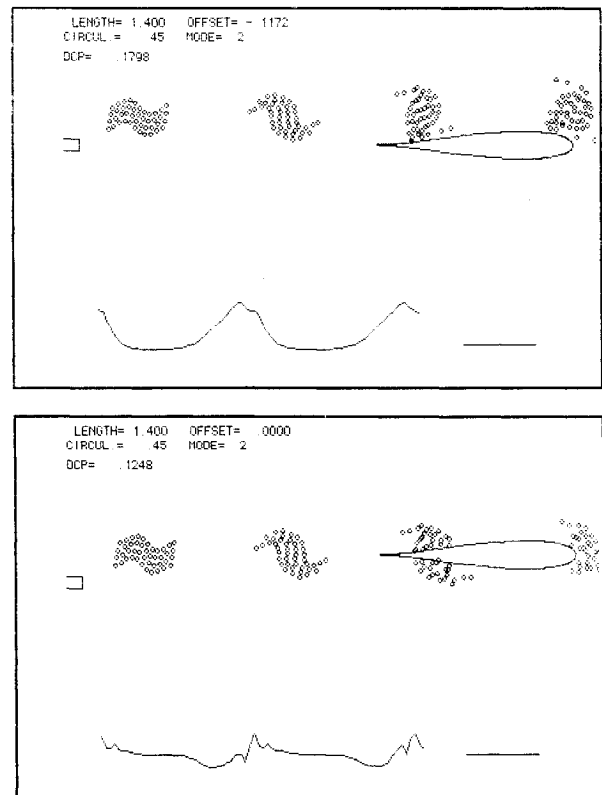 LENGTH= 1.400 OFFSET= - 1172
CIRCUL.= 45 MODE= 2
DCP= .1798
LENGTH= 1.400 OFFSET= .0000
CIRCUL.= .45 MODE= 2
DCP= .1248